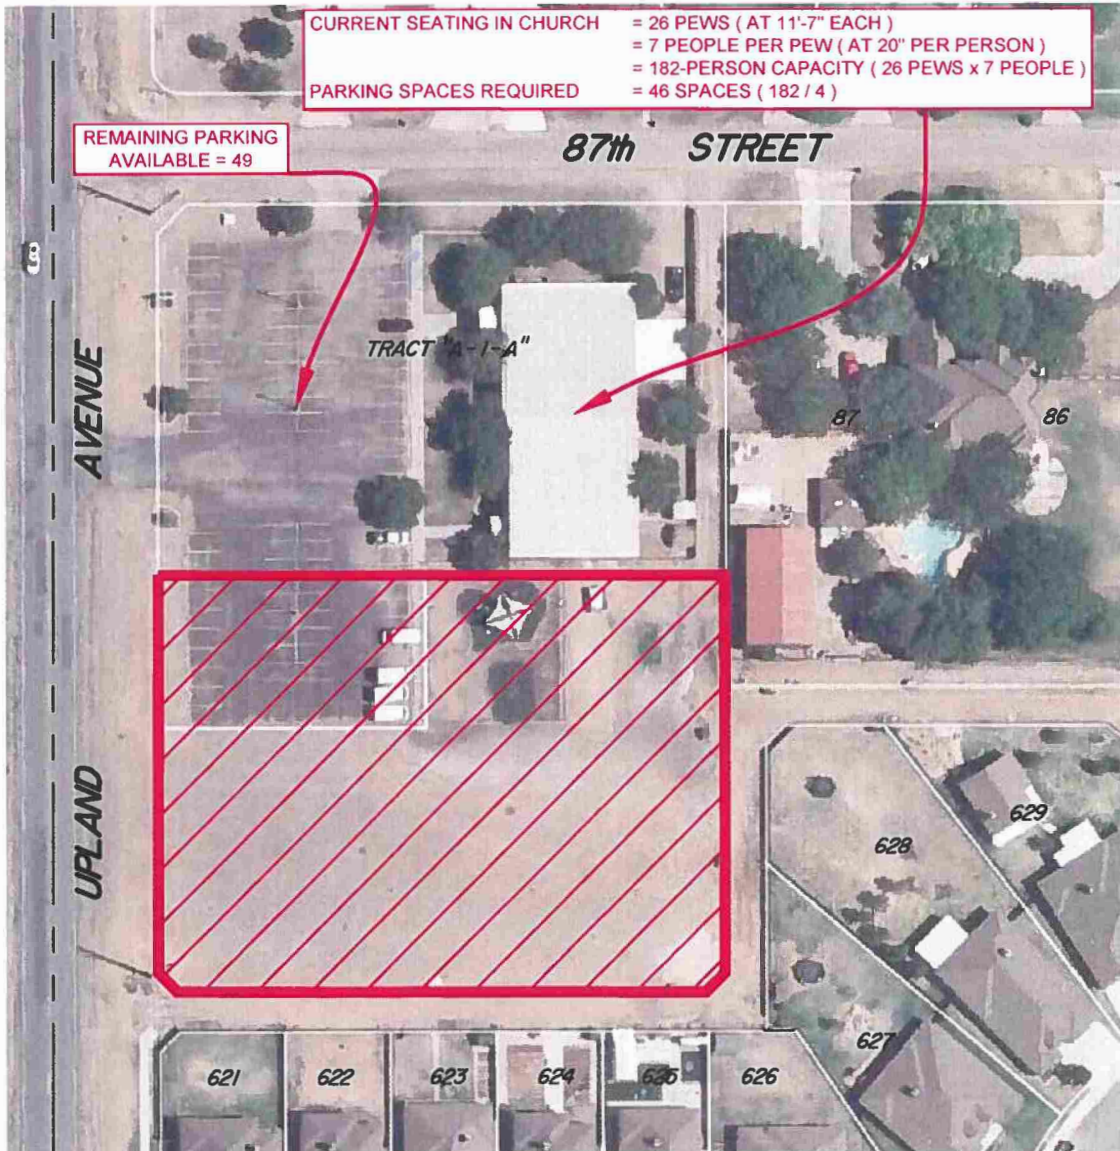 CURRENT SEATING IN CHURCH = 26 PEWS ( AT 11'-7" EACH )
= 7 PEOPLE PER PEW ( AT 20" PER PERSON )
= 182-PERSON CAPACITY ( 26 PEWS x 7 PEOPLE )
PARKING SPACES REQUIRED = 46 SPACES ( 182 / 4 )
REMAINING PARKING
AVAILABLE = 49
87th STREET
TRACT "A-1-A"
UPLAND AVENUE
87
86
629
628
627
621
622
623
624
625
626